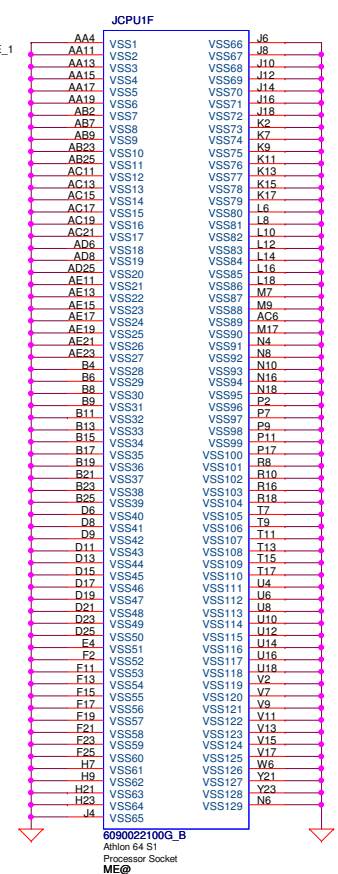 JCPU1F
E_1
AA4 VSS1 VSS66 J6
AA11 VSS2 VSS67 J8
AA13 VSS3 VSS68 J10
AA15 VSS4 VSS69 J12
AA17 VSS5 VSS70 J14
AA19 VSS6 VSS71 J16
AB2 VSS7 VSS72 J18
AB7 VSS8 VSS73 K2
AB9 VSS9 VSS74 K7
AB23 VSS10 VSS75 K9
AB25 VSS11 VSS76 K11
AC11 VSS12 VSS77 K13
AC13 VSS13 VSS78 K15
AC15 VSS14 VSS79 K17
AC17 VSS15 VSS80 L6
AC19 VSS16 VSS81 L8
AC21 VSS17 VSS82 L10
AD6 VSS18 VSS83 L12
AD8 VSS19 VSS84 L14
AD25 VSS20 VSS85 L16
AE11 VSS21 VSS86 L18
AE13 VSS22 VSS87 M7
AE15 VSS23 VSS88 M9
AE17 VSS24 VSS89 AC6
AE19 VSS25 VSS90 M17
AE21 VSS26 VSS91 N4
AE23 VSS27 VSS92 N8
B4 VSS28 VSS93 N10
B6 VSS29 VSS94 N16
B8 VSS30 VSS95 N18
B9 VSS31 VSS96 P2
B11 VSS32 VSS97 P7
B13 VSS33 VSS98 P9
B15 VSS34 VSS99 P11
B17 VSS35 VSS100 P17
B19 VSS36 VSS101 R8
B21 VSS37 VSS102 R10
B23 VSS38 VSS103 R16
B25 VSS39 VSS104 R18
D6 VSS40 VSS105 T7
D8 VSS41 VSS106 T9
D9 VSS42 VSS107 T11
D11 VSS43 VSS108 T13
D13 VSS44 VSS109 T15
D15 VSS45 VSS110 T17
D17 VSS46 VSS111 U4
D19 VSS47 VSS112 U6
D21 VSS48 VSS113 U8
D23 VSS49 VSS114 U10
D25 VSS50 VSS115 U12
E4 VSS51 VSS116 U14
F2 VSS52 VSS117 U16
F11 VSS53 VSS118 U18
F13 VSS54 VSS119 V2
F15 VSS55 VSS120 V7
F17 VSS56 VSS121 V9
F19 VSS57 VSS122 V11
F21 VSS58 VSS123 V13
F23 VSS59 VSS124 V15
F25 VSS60 VSS125 V17
H7 VSS61 VSS126 W6
H9 VSS62 VSS127 Y21
H21 VSS63 VSS128 Y23
H23 VSS64 VSS129 N6
J4 VSS65
6090022100G_B
Athlon 64 S1
Processor Socket
ME@